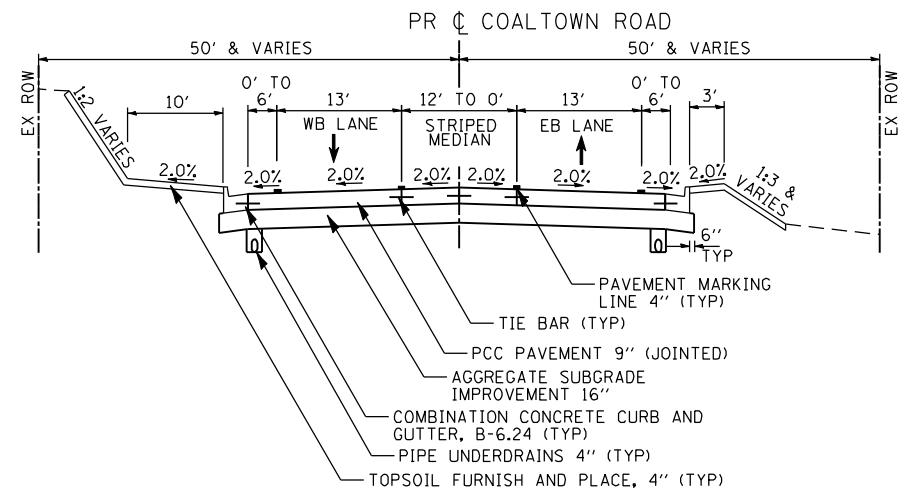 PR ℄ COALTOWN ROAD
50' & VARIES
50' & VARIES
EX ROW
EX ROW
0' TO
6'
0' TO
6'
10'
13'
12' TO 0'
13'
3'
WB LANE
STRIPED
MEDIAN
EB LANE
1:2 VARIES
2.0%
2.0%
2.0%
2.0%
2.0%
2.0%
2.0%
2.0%
1:3 &
VARIES
6"
TYP
PAVEMENT MARKING
LINE 4" (TYP)
TIE BAR (TYP)
PCC PAVEMENT 9" (JOINTED)
AGGREGATE SUBGRADE
IMPROVEMENT 16"
COMBINATION CONCRETE CURB AND
GUTTER, B-6.24 (TYP)
PIPE UNDERDRAINS 4" (TYP)
TOPSOIL FURNISH AND PLACE, 4" (TYP)